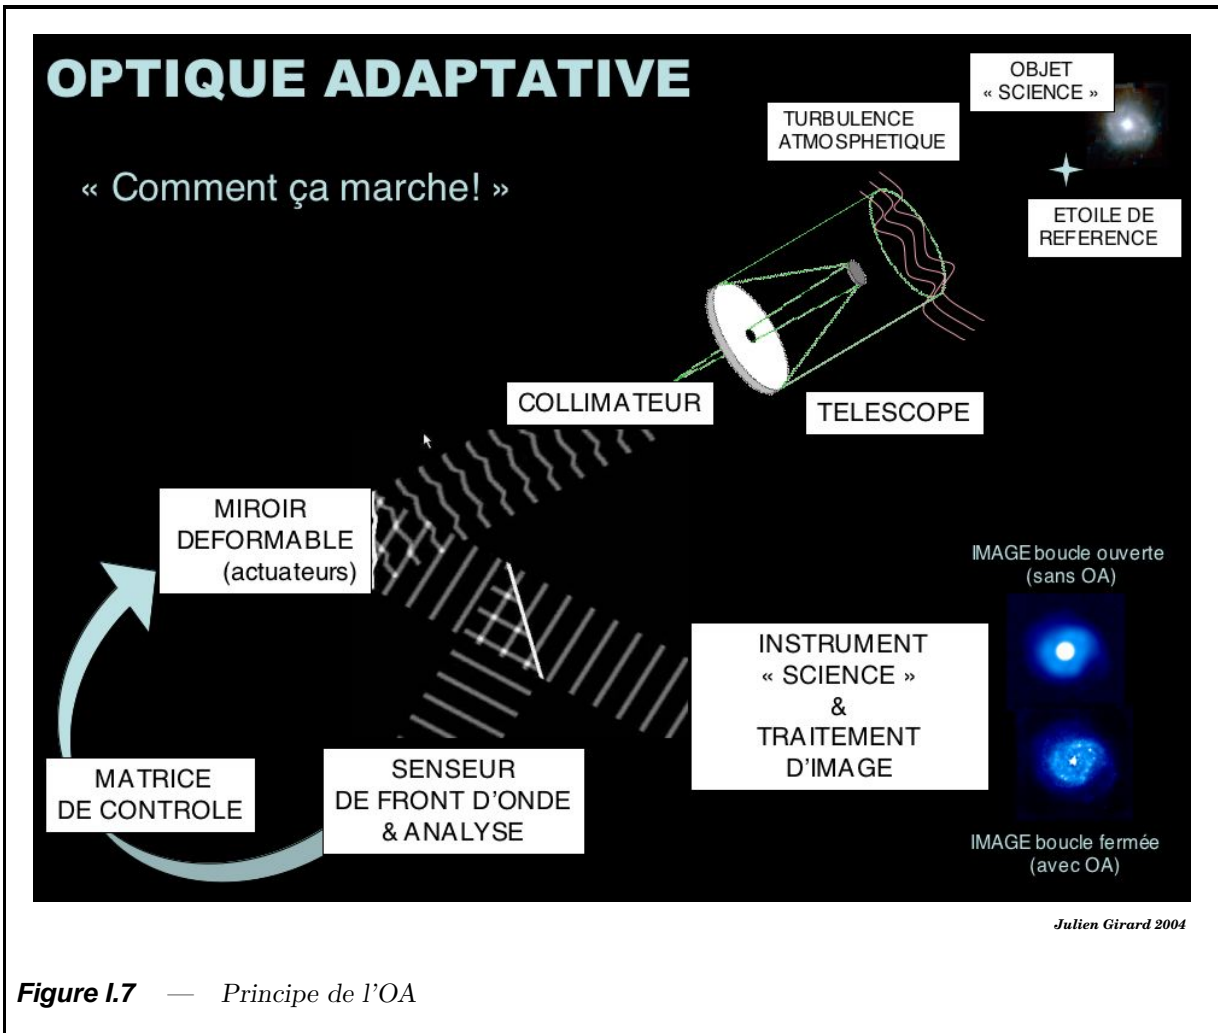 OPTIQUE ADAPTATIVE
« Comment ça marche! »
OBJET
« SCIENCE »
TURBULENCE
ATMOSPHETIQUE
ETOILE DE
REFERENCE
COLLIMATEUR
TELESCOPE
MIROIR
DEFORMABLE
(actuateurs)
IMAGE boucle ouverte
(sans OA)
INSTRUMENT
« SCIENCE »
&
TRAITEMENT
D'IMAGE
MATRICE
DE CONTROLE
SENSEUR
DE FRONT D'ONDE
& ANALYSE
IMAGE boucle fermée
(avec OA)
Julien Girard 2004
Figure I.7 — Principe de l'OA